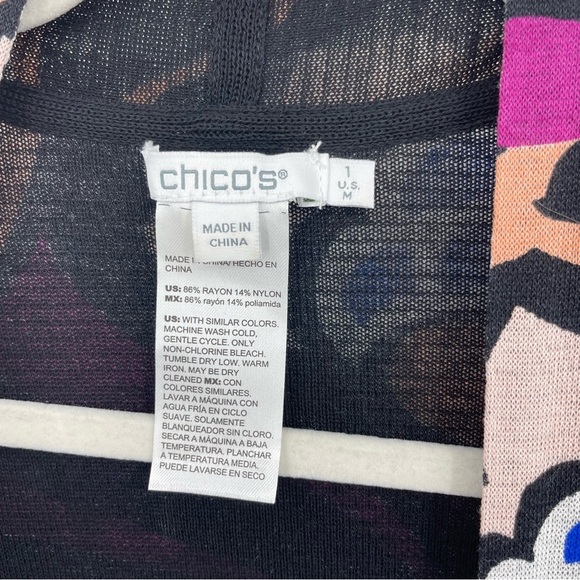 chico's®
1
U.S.
M
MADE IN
CHINA
MADE IN CHINA/ HECHO EN
CHINA
US: 86% RAYON 14% NYLON
MX: 86% rayón 14% poliamida
US: WITH SIMILAR COLORS.
MACHINE WASH COLD,
GENTLE CYCLE. ONLY
NON-CHLORINE BLEACH.
TUMBLE DRY LOW. WARM
IRON. MAY BE DRY
CLEANED MX: CON
COLORES SIMILARES.
LAVAR A MÁQUINA CON
AGUA FRÍA EN CICLO
SUAVE. SOLAMENTE
BLANQUEADOR SIN CLORO.
SECAR A MÁQUINA A BAJA
TEMPERATURA. PLANCHAR
A TEMPERATURA MEDIA.
PUEDE LAVARSE EN SECO